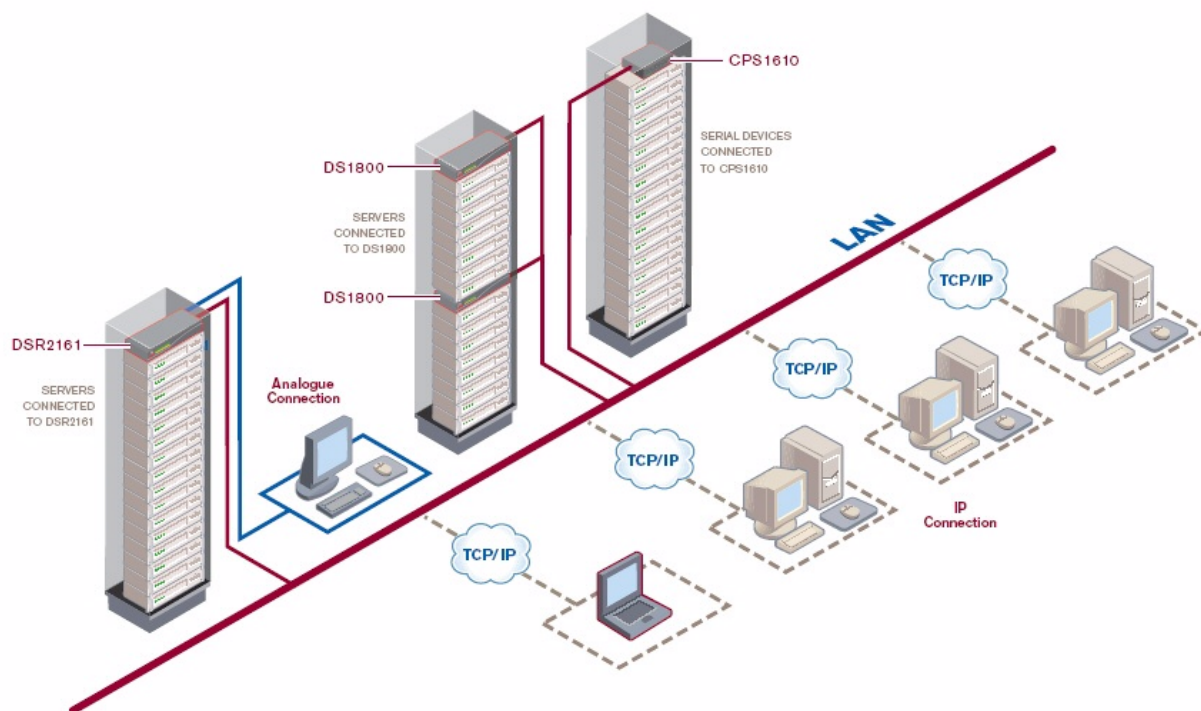 CPS1610
SERIAL DEVICES
CONNECTED
TO CPS1610
DS1800
SERVERS
CONNECTED
TO DS1800
DS1800
LAN
TCP/IP
DSR2161
SERVERS
CONNECTED
TO DSR2161
Analogue
Connection
TCP/IP
TCP/IP
IP
Connection
TCP/IP